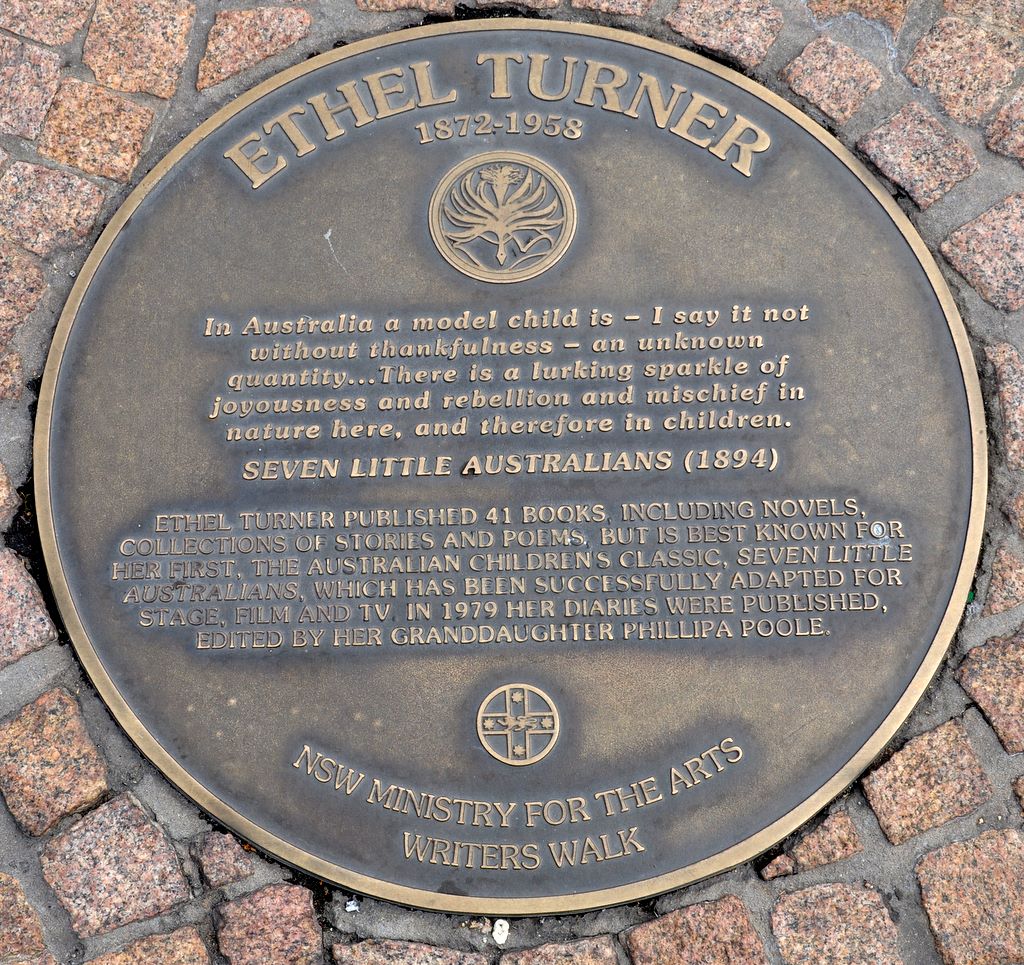 ETHEL TURNER
1872-1958
In Australia a model child is – I say it not
without thankfulness – an unknown
quantity...There is a lurking sparkle of
joyousness and rebellion and mischief in
nature here, and therefore in children.
SEVEN LITTLE AUSTRALIANS (1894)
ETHEL TURNER PUBLISHED 41 BOOKS, INCLUDING NOVELS,
COLLECTIONS OF STORIES AND POEMS, BUT IS BEST KNOWN FOR
HER FIRST, THE AUSTRALIAN CHILDREN'S CLASSIC, SEVEN LITTLE
AUSTRALIANS, WHICH HAS BEEN SUCCESSFULLY ADAPTED FOR
STAGE, FILM AND TV. IN 1979 HER DIARIES WERE PUBLISHED,
EDITED BY HER GRANDDAUGHTER PHILLIPA POOLE.
NSW MINISTRY FOR THE ARTS
WRITERS WALK